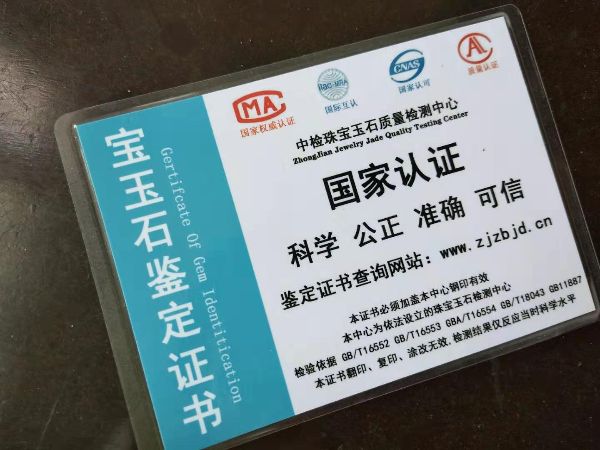 宝玉石鉴定证书
Gertifcate Of Gem Identitication
CMA
国家权威认证
国际互认
CNAS
国家认可
CAL
质量认证
中检珠宝玉石质量检测中心
ZhongJian Jewelry Jade Quality Testing Center
国家认证
科学 公正 准确 可信
鉴定证书查询网站：www.zjzbjd.cn
本证书必须加盖本中心钢印有效
本中心为依法设立的珠宝玉石检测中心
检验依据 GB/T16552 GB/T16553 GBA/T16554 GB/T18043 GB11887
本证书翻印、复印、涂改无效,检测结果仅反应当时科学水平